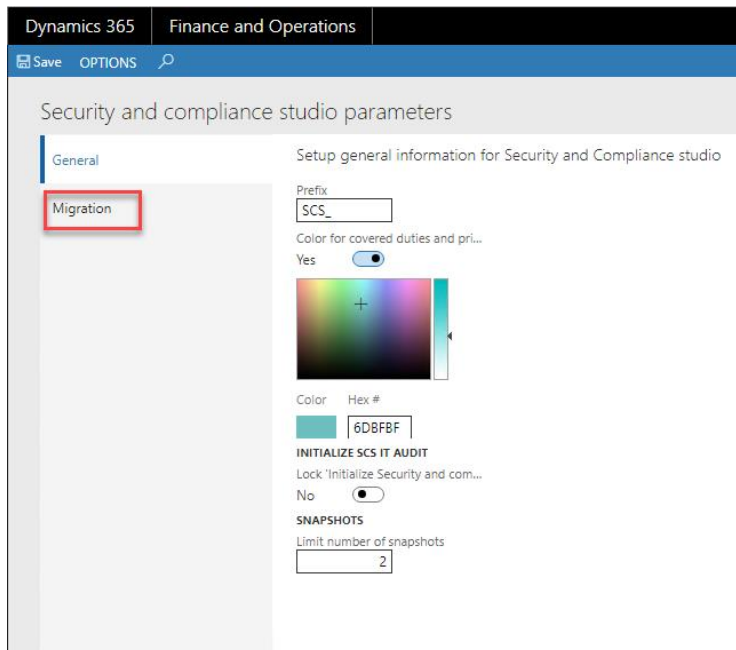 Dynamics 365 Finance and Operations
Save OPTIONS
Security and compliance studio parameters
General
Migration
Setup general information for Security and Compliance studio
Prefix
SCS_
Color for covered duties and pri...
Yes
Color Hex #
6DBFBF
INITIALIZE SCS IT AUDIT
Lock 'Initialize Security and com...
No
SNAPSHOTS
Limit number of snapshots
2